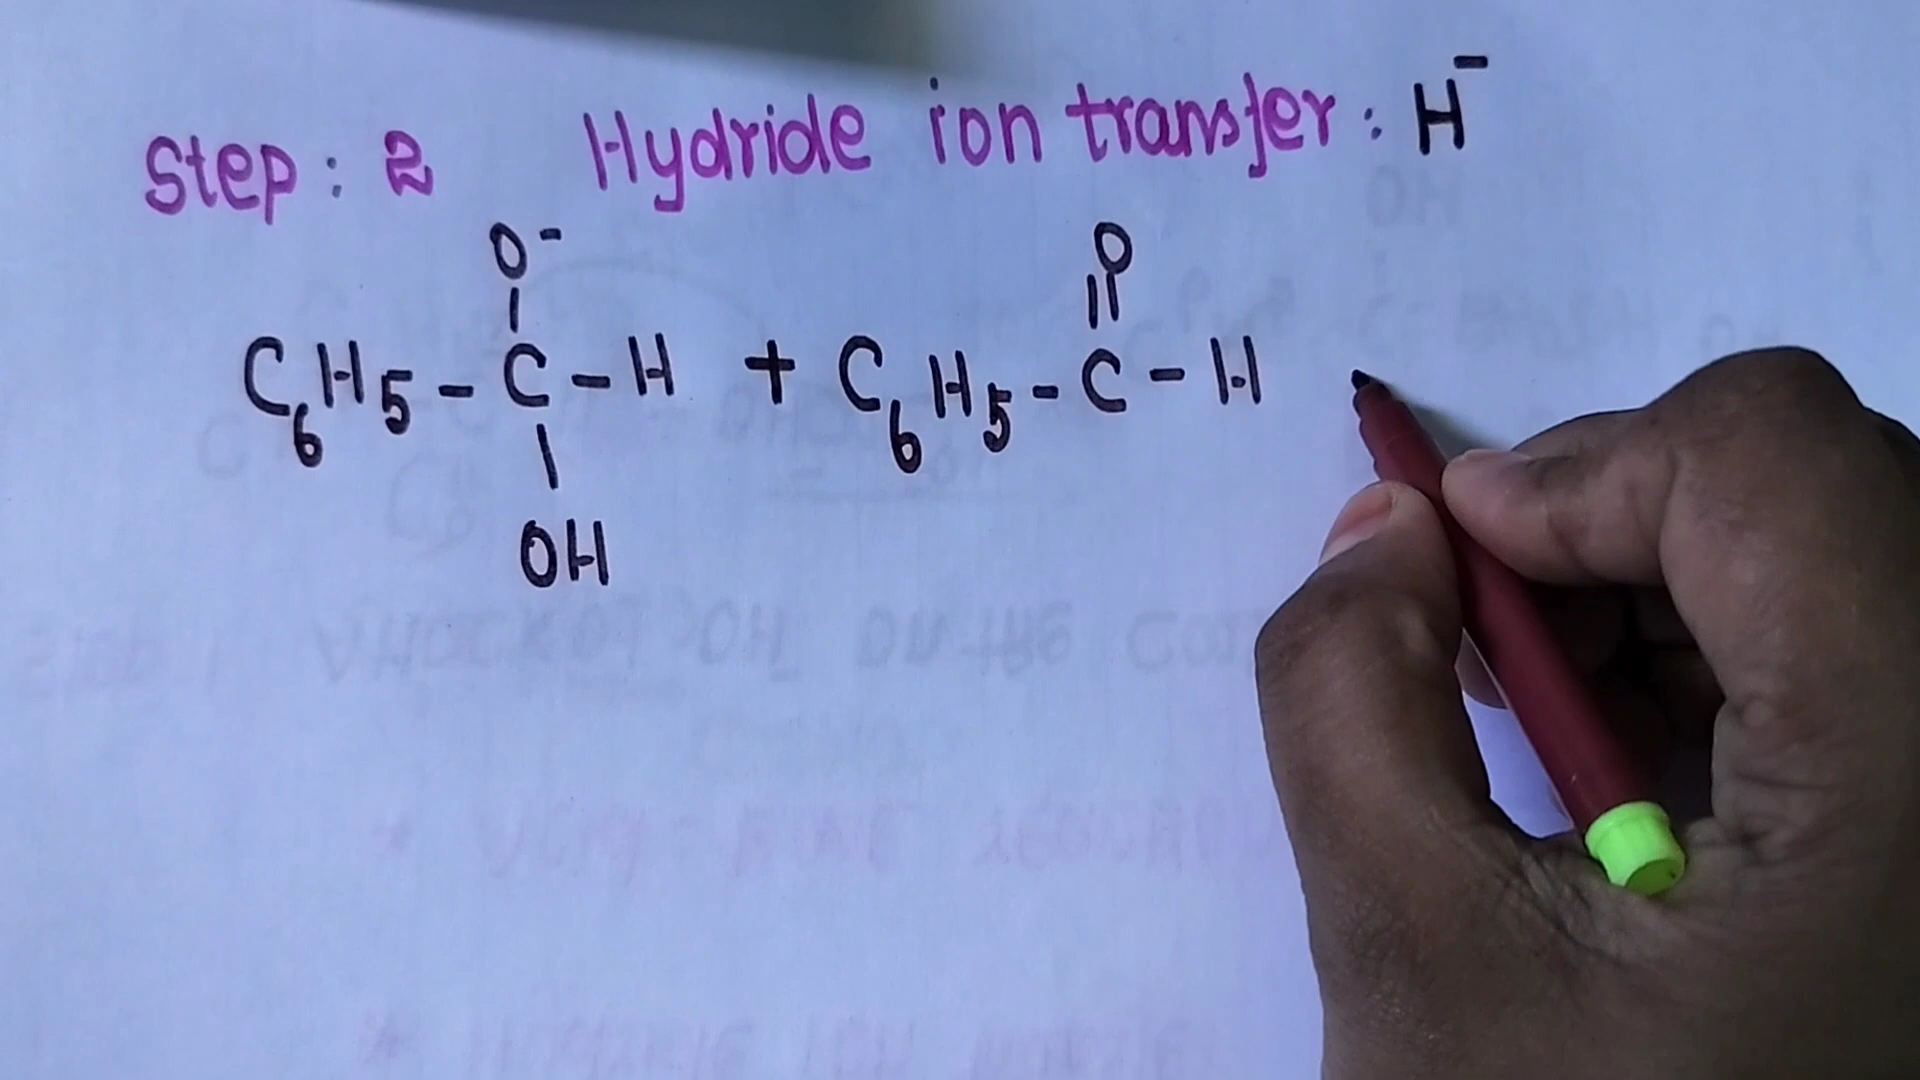 Step: 2 Hydride ion transfer: H⁻
O⁻ O
C₆H₅-C-H + C₆H₅-C-H
OH